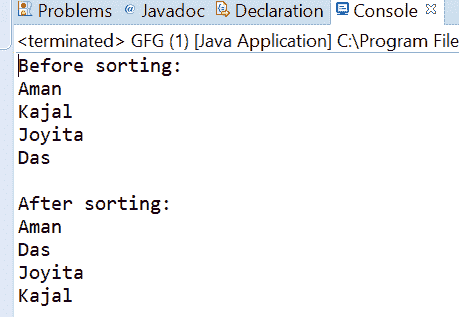 Problems @ Javadoc Declaration Console
<terminated> GFG (1) [Java Application] C:\Program File
Before sorting:
Aman
Kajal
Joyita
Das
After sorting:
Aman
Das
Joyita
Kajal